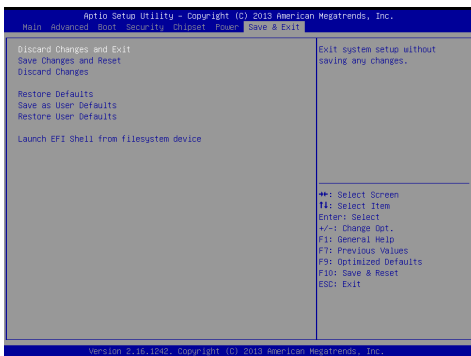 Aptio Setup Utility – Copyright (C) 2013 American Megatrends, Inc.
Main Advanced Boot Security Chipset Power Save & Exit
Discard Changes and Exit
Save Changes and Reset
Discard Changes
Restore Defaults
Save as User Defaults
Restore User Defaults
Launch EFI Shell from filesystem device
Exit system setup without
saving any changes.
→←: Select Screen
↑↓: Select Item
Enter: Select
+/-: Change Opt.
F1: General Help
F7: Previous Values
F9: Optimized Defaults
F10: Save & Reset
ESC: Exit
Version 2.16.1242. Copyright (C) 2013 American Megatrends, Inc.